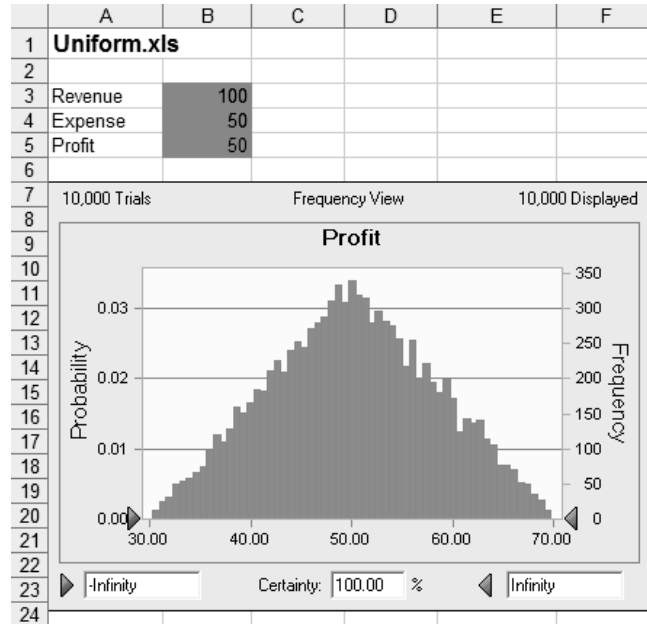 A B C D E F
1 Uniform.xls
2
3 Revenue 100
4 Expense 50
5 Profit 50
6
7 10,000 Trials Frequency View 10,000 Displayed
8
9 Profit
10
11
12
13
14
15
16
17
18
19
20
21
22
23
24
Probability
0.03
0.02
0.01
0.00
350
300
250
200
150
100
50
0
Frequency
30.00 40.00 50.00 60.00 70.00
-Infinity Certainty: 100.00 % Infinity